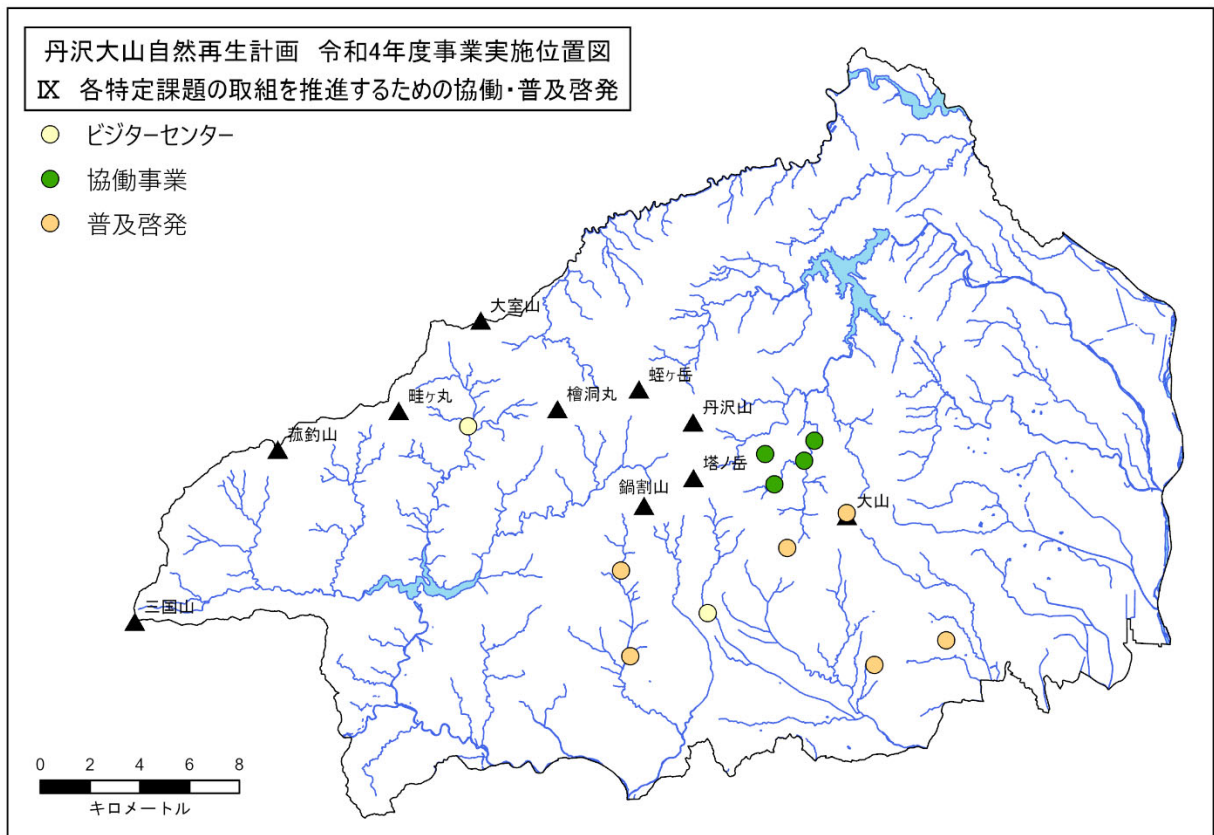 丹沢大山自然再生計画 令和4年度事業実施位置図
Ⅸ 各特定課題の取組を推進するための協働・普及啓発
ビジターセンター
協働事業
普及啓発
大室山
畦ヶ丸
檜洞丸
蛭ヶ岳
丹沢山
菰釣山
塔ノ岳
鍋割山
大山
三国山
0 2 4 6 8
キロメートル